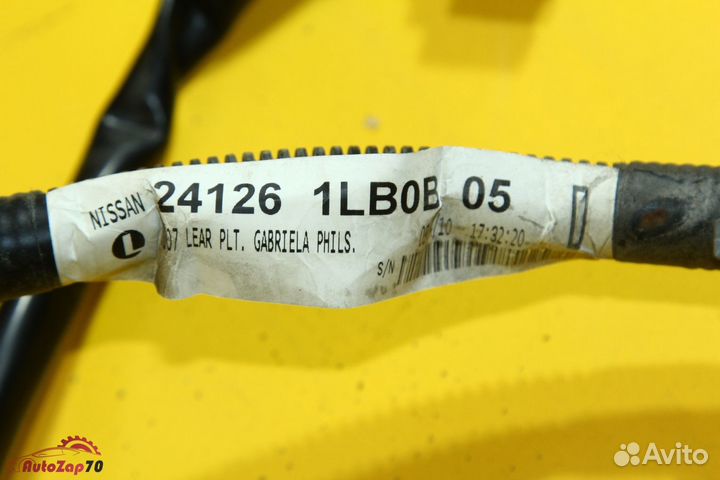 NISSAN 24126 1LB0B 05
LEAR PLT. GABRIELA PHILS.
17:32:20
S/N
AutoZap70
Avito